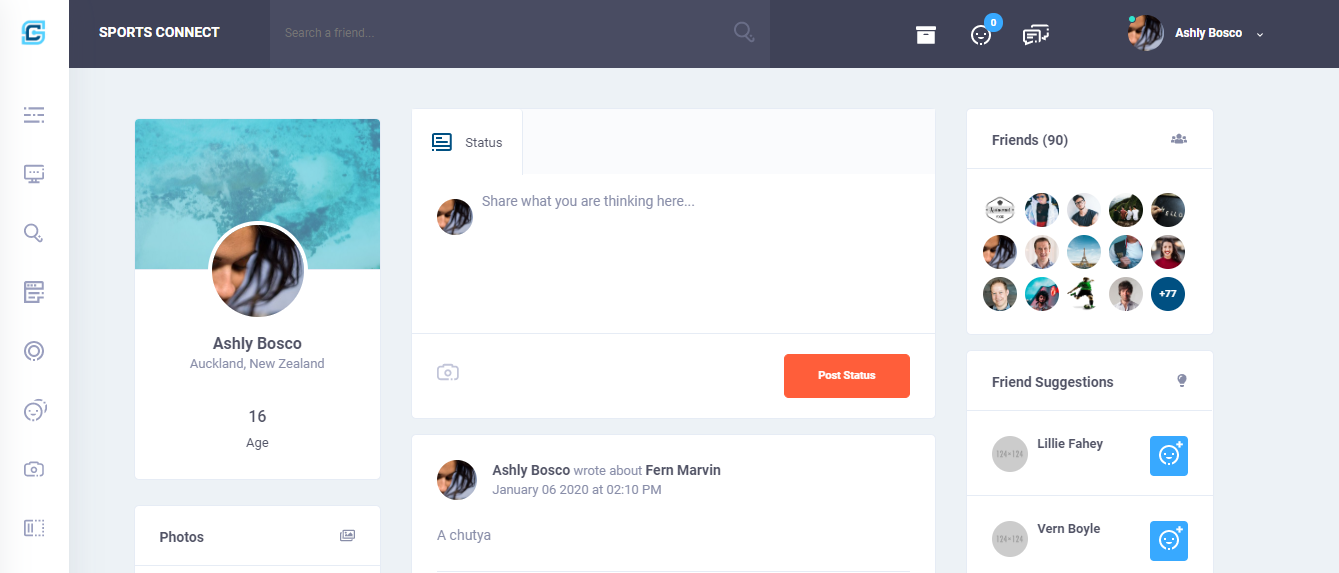 SPORTS CONNECT
Search a friend...
0
Ashly Bosco
Status
Share what you are thinking here...
Post Status
Ashly Bosco
Auckland, New Zealand
16
Age
Photos
Ashly Bosco wrote about Fern Marvin
January 06 2020 at 02:10 PM
A chutya
Friends (90)
+77
Friend Suggestions
124×124
Lillie Fahey
124×124
Vern Boyle